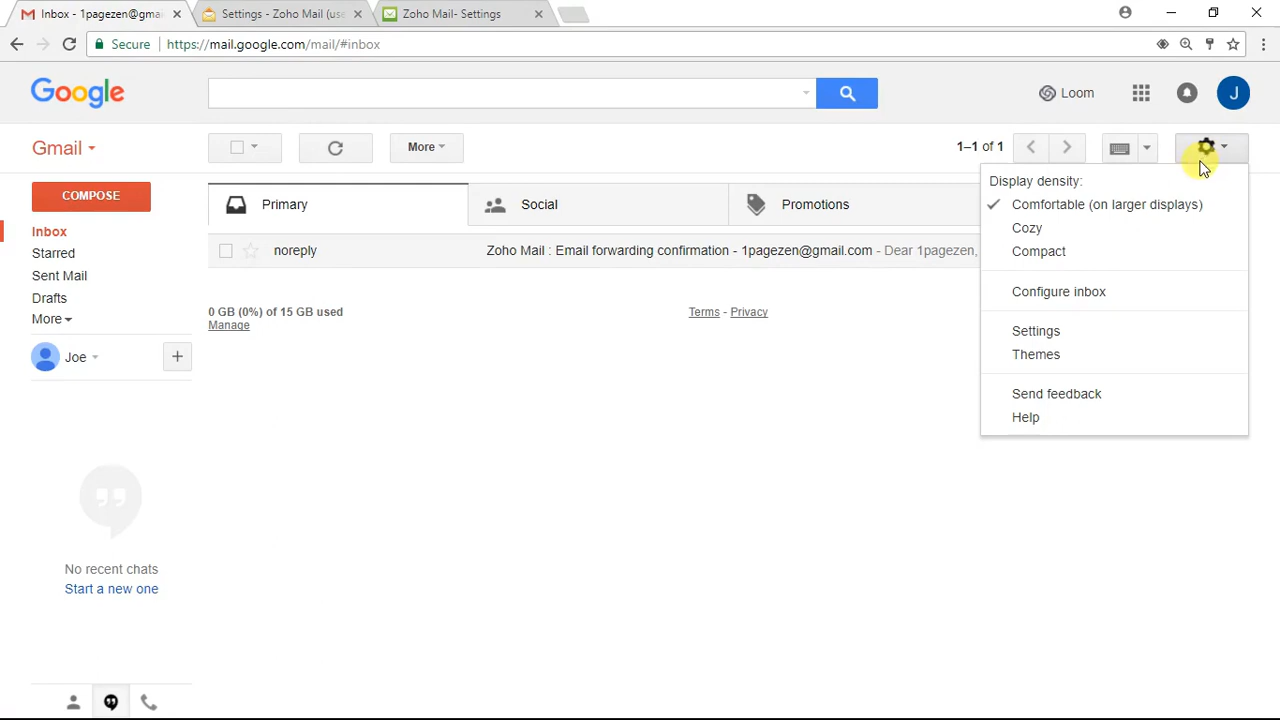 Inbox - 1pagezen@gma
Settings - Zoho Mail (use
Zoho Mail- Settings
Secure
https://mail.google.com/mail/#inbox
Google
Loom
J
Gmail
More
1–1 of 1
COMPOSE
Inbox
Starred
Sent Mail
Drafts
More
Joe
Primary
Social
Promotions
noreply
Zoho Mail : Email forwarding confirmation - 1pagezen@gmail.com - Dear 1pagezen,
0 GB (0%) of 15 GB used
Manage
Terms - Privacy
Display density:
Comfortable (on larger displays)
Cozy
Compact
Configure inbox
Settings
Themes
Send feedback
Help
No recent chats
Start a new one